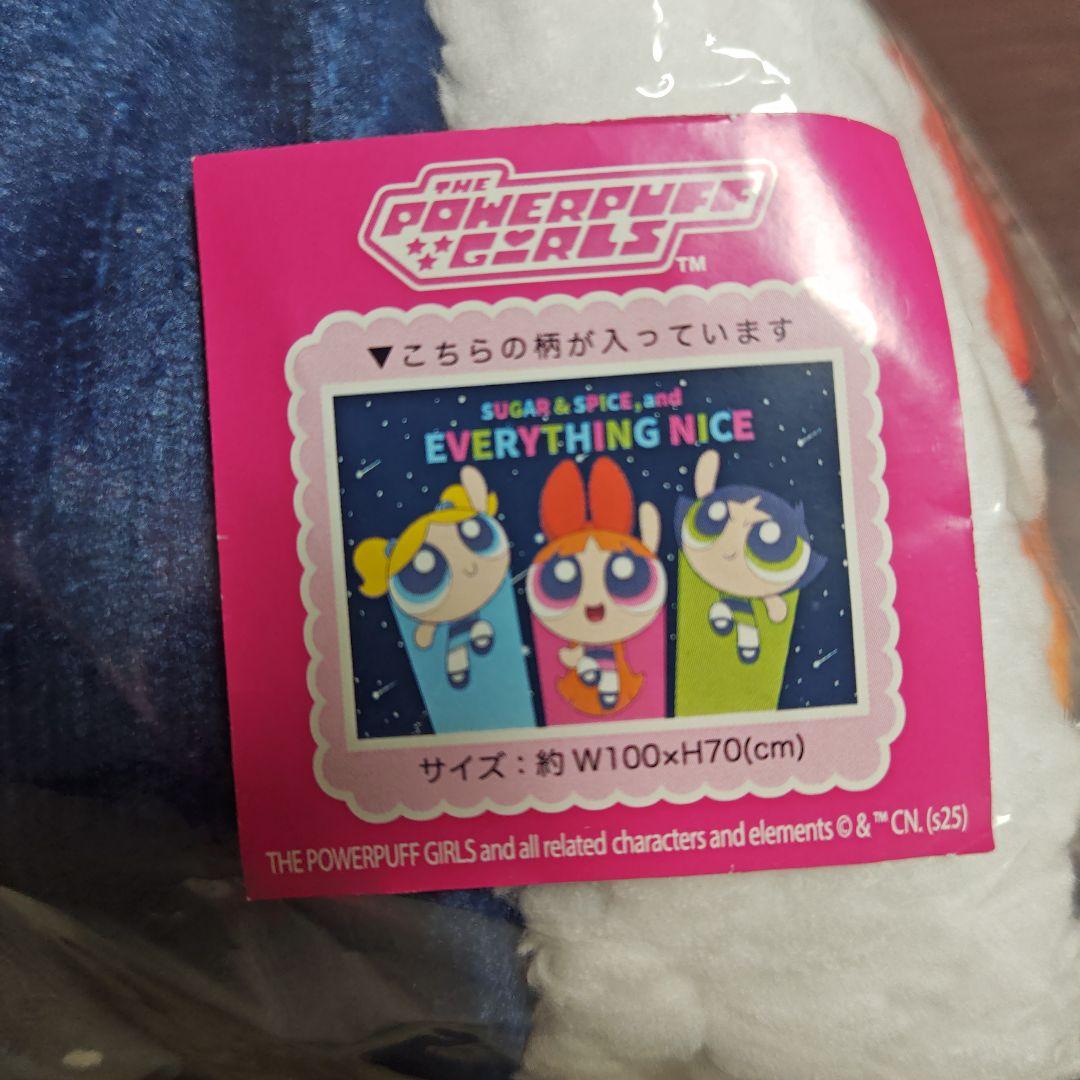 THE
POWERPUFF
GIRLS
TM
▼こちらの柄が入っています
SUGAR & SPICE, and
EVERYTHING NICE
サイズ：約 W100×H70(cm)
THE POWERPUFF GIRLS and all related characters and elements © & ™ CN. (s25)